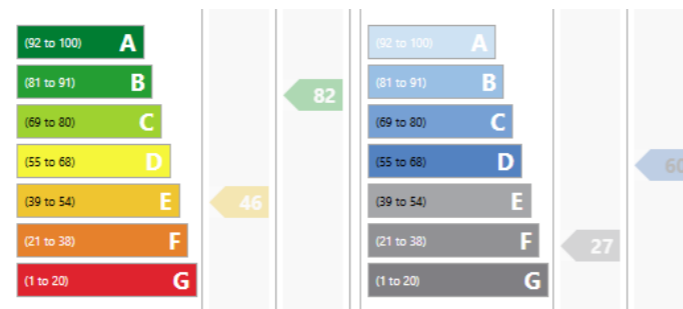 (92 to 100) A
(81 to 91) B
82
(69 to 80) C
(55 to 68) D
(39 to 54) E
46
(21 to 38) F
(1 to 20) G
(92 to 100) A
(81 to 91) B
(69 to 80) C
(55 to 68) D
60
(39 to 54) E
(21 to 38) F
27
(1 to 20) G